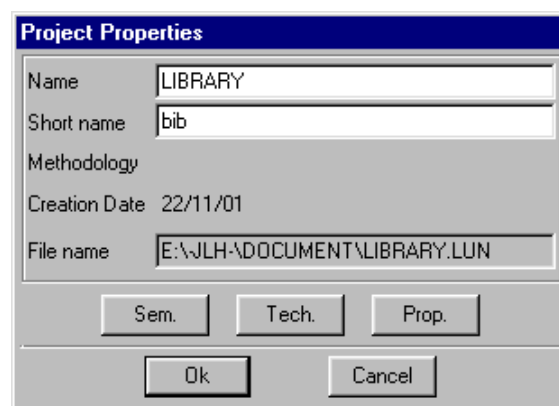 Project Properties
Name LIBRARY
Short name bib
Methodology
Creation Date 22/11/01
File name E:\-JLH-\DOCUMENT\LIBRARY.LUN
Sem. Tech. Prop.
Ok Cancel